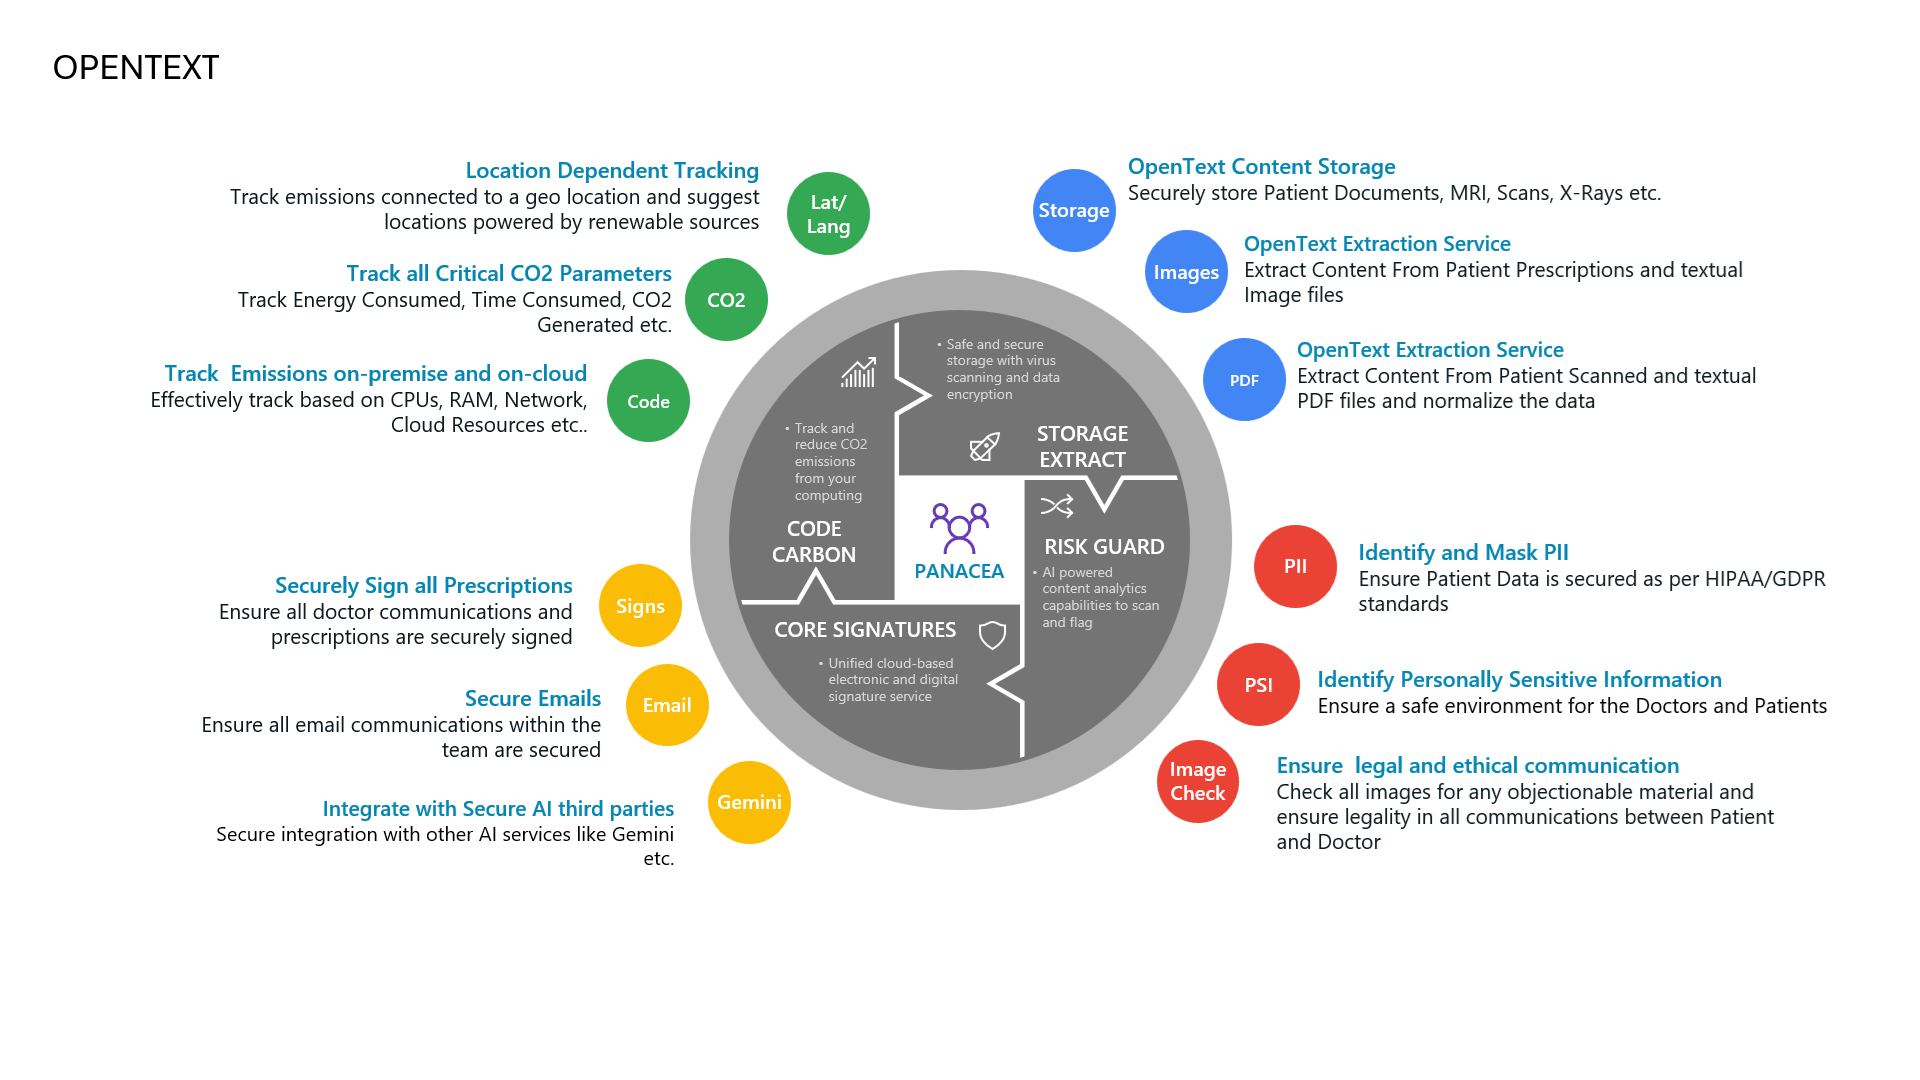 OPENTEXT
Location Dependent Tracking
Track emissions connected to a geo location and suggest
locations powered by renewable sources
Lat/
Lang
Track all Critical CO2 Parameters
Track Energy Consumed, Time Consumed, CO2
Generated etc.
CO2
Track  Emissions on-premise and on-cloud
Effectively track based on CPUs, RAM, Network,
Cloud Resources etc..
Code
Securely Sign all Prescriptions
Ensure all doctor communications and
prescriptions are securely signed
Signs
Secure Emails
Ensure all email communications within the
team are secured
Email
Integrate with Secure AI third parties
Secure integration with other AI services like Gemini
etc.
Gemini
• Track and
reduce CO2
emissions
from your
computing
CODE
CARBON
• Safe and secure
storage with virus
scanning and data
encryption
STORAGE
EXTRACT
PANACEA
RISK GUARD
• AI powered
content analytics
capabilities to scan
and flag
CORE SIGNATURES
• Unified cloud-based
electronic and digital
signature service
Storage
OpenText Content Storage
Securely store Patient Documents, MRI, Scans, X-Rays etc.
Images
OpenText Extraction Service
Extract Content From Patient Prescriptions and textual
Image files
PDF
OpenText Extraction Service
Extract Content From Patient Scanned and textual
PDF files and normalize the data
PII
Identify and Mask PII
Ensure Patient Data is secured as per HIPAA/GDPR
standards
PSI
Identify Personally Sensitive Information
Ensure a safe environment for the Doctors and Patients
Image
Check
Ensure  legal and ethical communication
Check all images for any objectionable material and
ensure legality in all communications between Patient
and Doctor